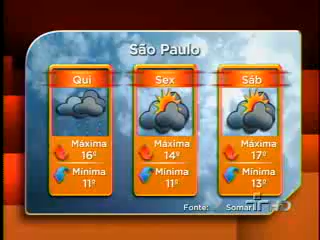 São Paulo
Qui Sex Sáb
Máxima Máxima Máxima
16º 14º 17º
Mínima Mínima Mínima
11º 11º 13º
Fonte: Somar